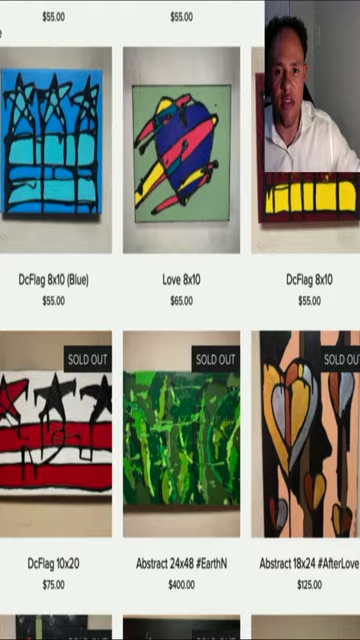 $55.00 $55.00
DcFlag 8x10 (Blue) Love 8x10 DcFlag 8x10
$55.00 $65.00 $55.00
SOLD OUT SOLD OUT SOLD OU
DcFlag 10x20 Abstract 24x48 #EarthN Abstract 18x24 #AfterLove
$75.00 $400.00 $125.00